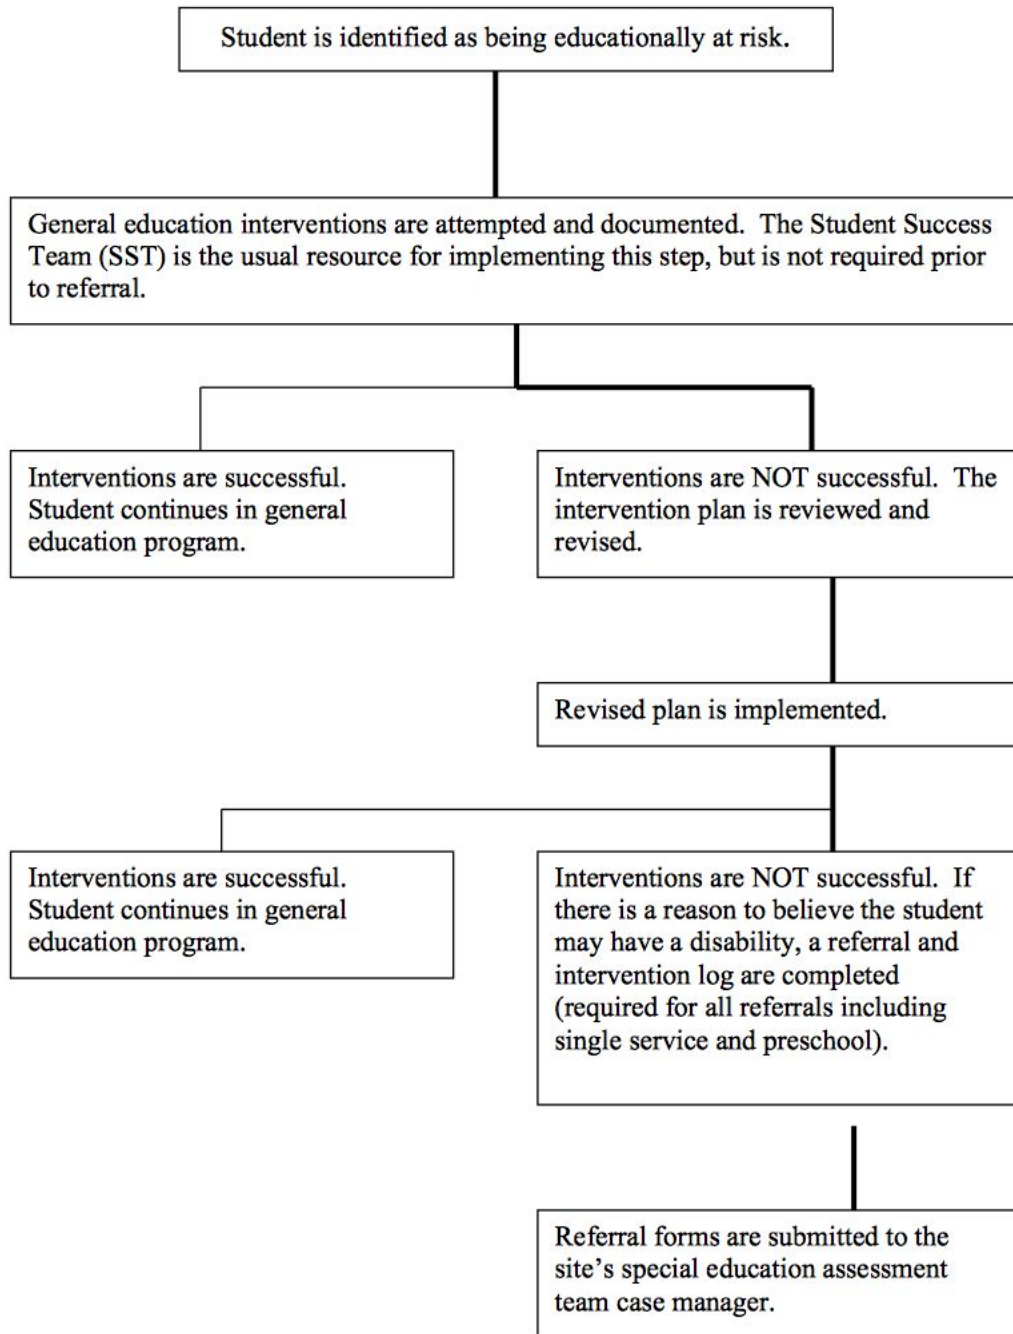 Student is identified as being educationally at risk.
General education interventions are attempted and documented.  The Student Success
Team (SST) is the usual resource for implementing this step, but is not required prior
to referral.
Interventions are successful.
Student continues in general
education program.
Interventions are NOT successful.  The
intervention plan is reviewed and
revised.
Revised plan is implemented.
Interventions are successful.
Student continues in general
education program.
Interventions are NOT successful.  If
there is a reason to believe the student
may have a disability, a referral and
intervention log are completed
(required for all referrals including
single service and preschool).
Referral forms are submitted to the
site’s special education assessment
team case manager.